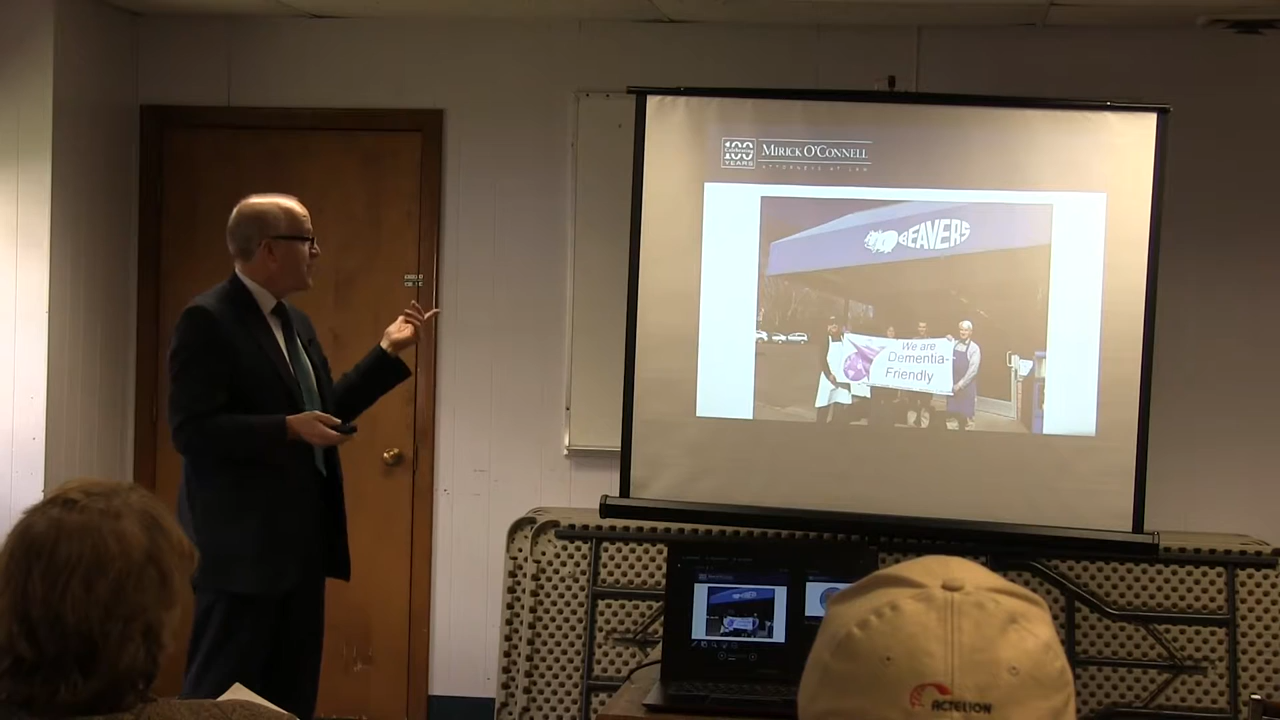 Celebrating
100
YEARS
MIRICK O'CONNELL
ATTORNEYS AT LAW
BEAVERS
We are
Dementia-
Friendly
ACTELION